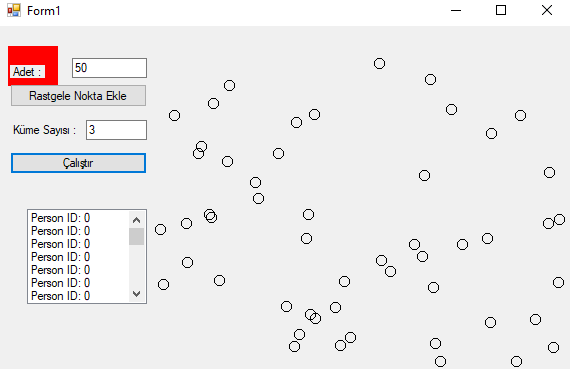 Form1
Adet :
50
Rastgele Nokta Ekle
Küme Sayısı :
3
Çalıştır
Person ID: 0
Person ID: 0
Person ID: 0
Person ID: 0
Person ID: 0
Person ID: 0
Person ID: 0